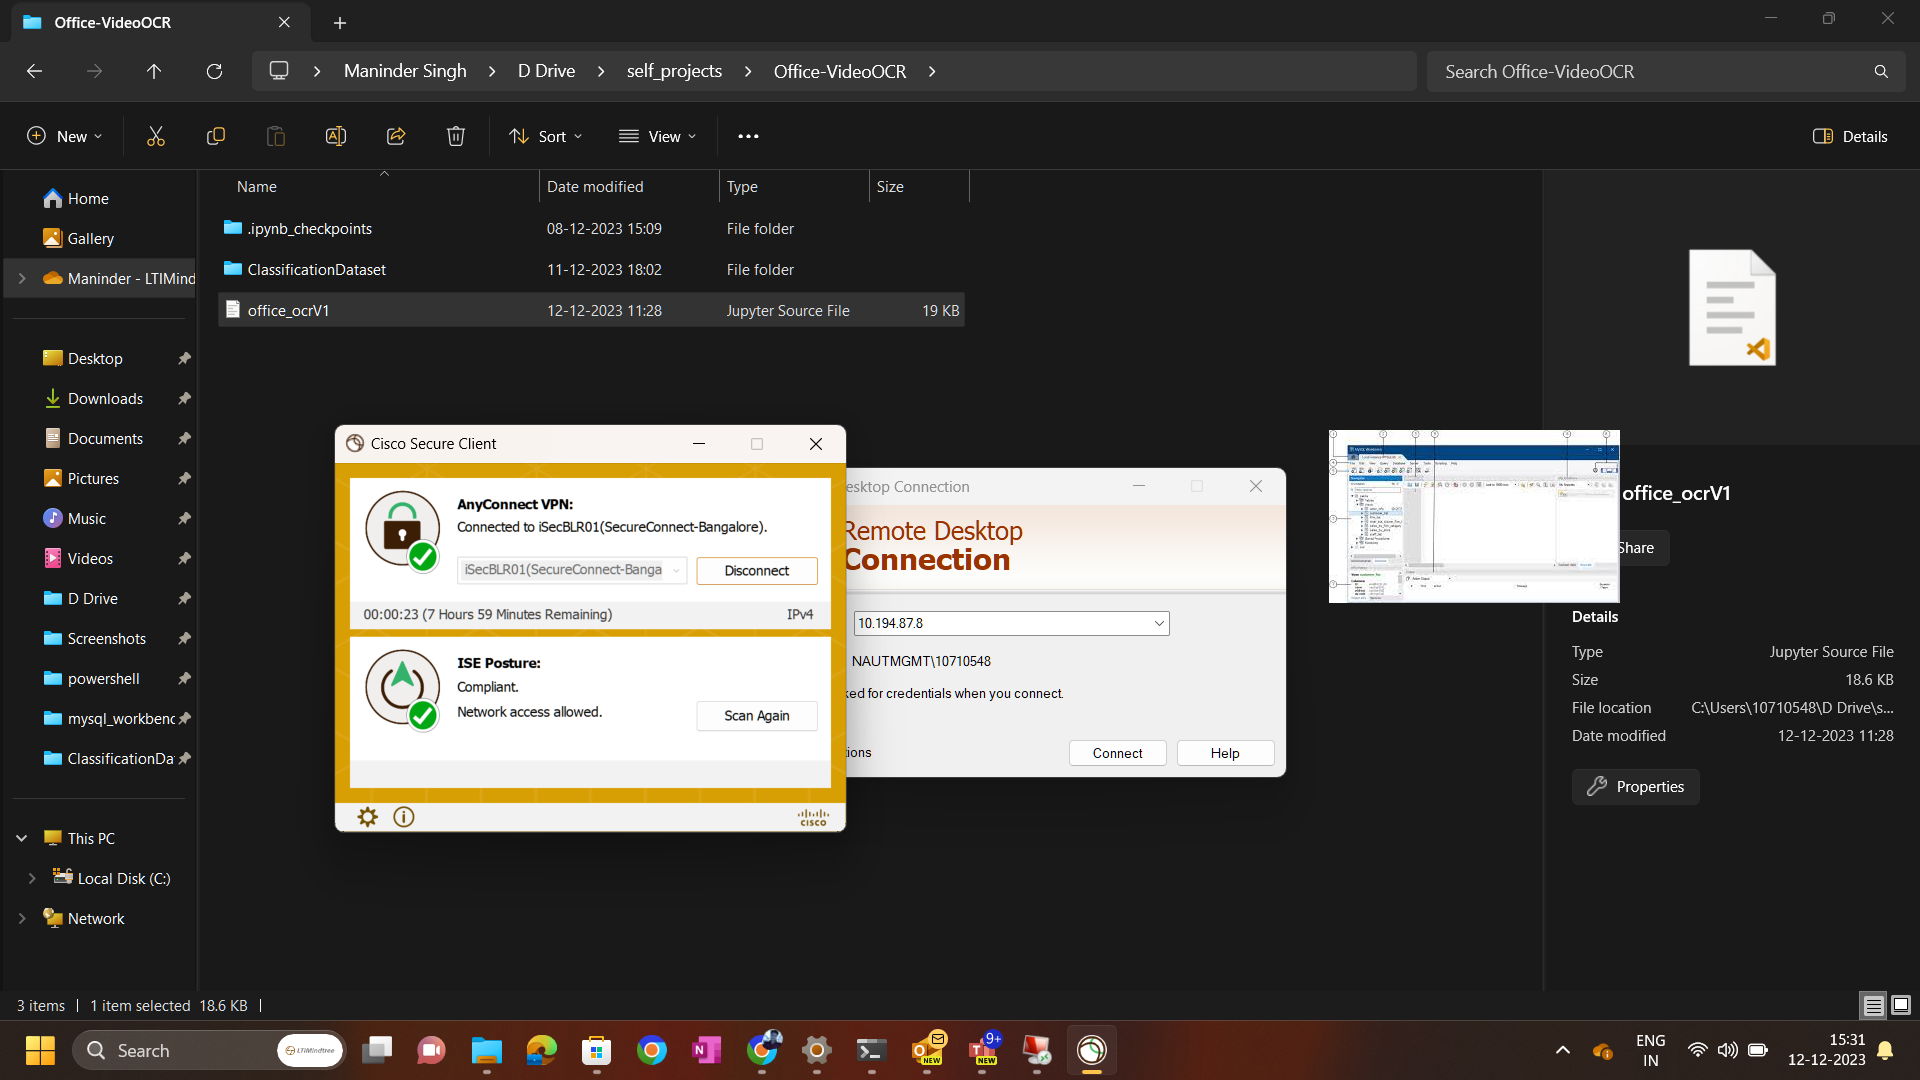 Office-VideoOCR
Maninder Singh
D Drive
self_projects
Office-VideoOCR
Search Office-VideoOCR
New
Sort
View
Details
Name
Date modified
Type
Size
.ipynb_checkpoints
08-12-2023 15:09
File folder
ClassificationDataset
11-12-2023 18:02
File folder
office_ocrV1
12-12-2023 11:28
Jupyter Source File
19 KB
Home
Gallery
Maninder - LTIMind
Desktop
Downloads
Documents
Pictures
Music
Videos
D Drive
Screenshots
powershell
mysql_workbenc
ClassificationDa
This PC
Local Disk (C:)
Network
Cisco Secure Client
AnyConnect VPN:
Connected to iSecBLR01(SecureConnect-Bangalore).
iSecBLR01(SecureConnect-Banga
Disconnect
00:00:23 (7 Hours 59 Minutes Remaining)
IPv4
ISE Posture:
Compliant.
Network access allowed.
Scan Again
cisco
esktop Connection
Remote Desktop
Connection
10.194.87.8
NAUTMGMT\10710548
ked for credentials when you connect.
tions
Connect
Help
office_ocrV1
Share
Details
Type
Jupyter Source File
Size
18.6 KB
File location
C:\Users\10710548\D Drive\s...
Date modified
12-12-2023 11:28
Properties
3 items
1 item selected 18.6 KB
Search
LTIMindtree
NEW
9+
NEW
ENG
IN
15:31
12-12-2023